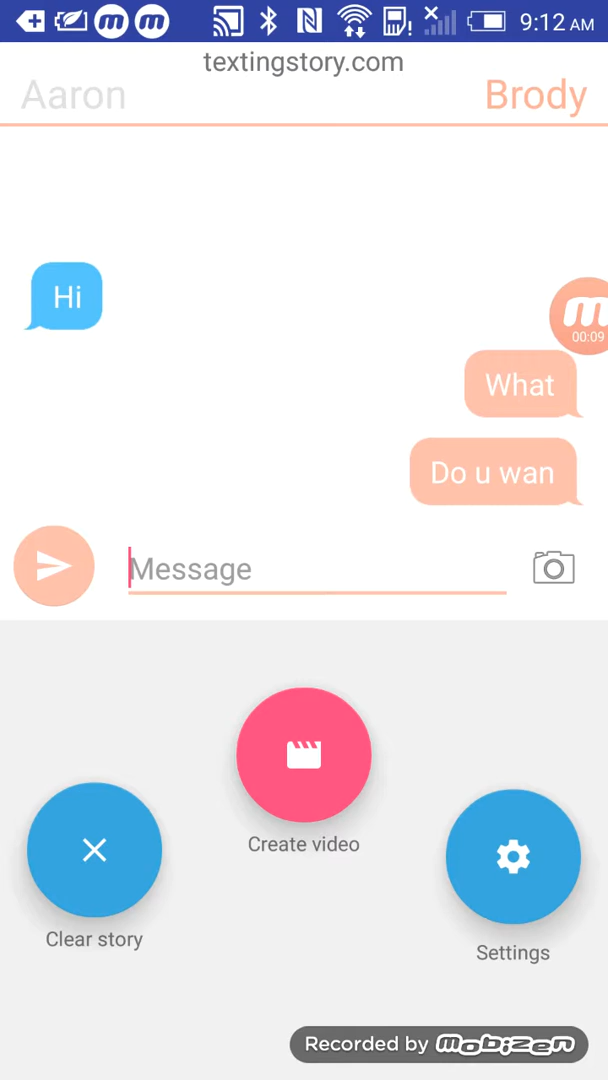 9:12 AM
textingstory.com
Aaron
Brody
Hi
m
00:09
What
Do u wan
Message
Create video
Clear story
Settings
Recorded by mobizen